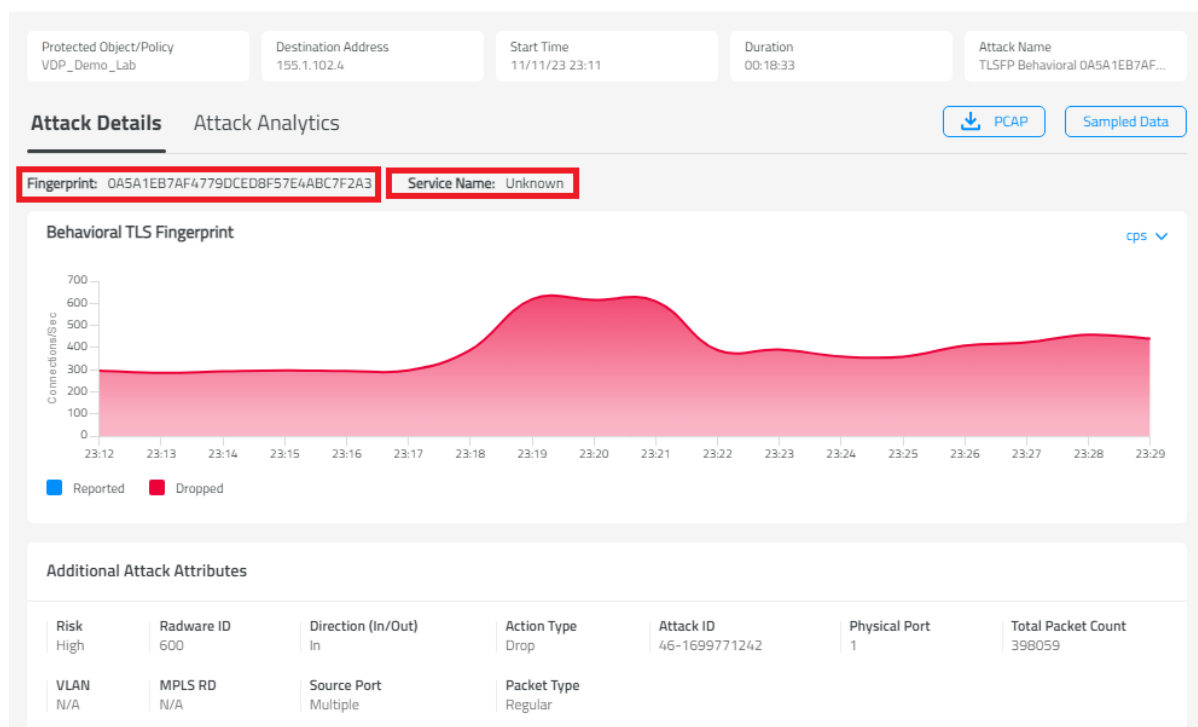 Protected Object/Policy
VDP_Demo_Lab
Destination Address
155.1.102.4
Start Time
11/11/23 23:11
Duration
00:18:33
Attack Name
TLSFP Behavioral 0A5A1EB7AF...
Attack Details
Attack Analytics
PCAP
Sampled Data
Fingerprint: 0A5A1EB7AF4779DCED8F57E4ABC7F2A3
Service Name: Unknown
Behavioral TLS Fingerprint
cps
Connections/Sec
700
600
500
400
300
200
100
0
23:12 23:13 23:14 23:15 23:16 23:17 23:18 23:19 23:20 23:21 23:22 23:23 23:24 23:25 23:26 23:27 23:28 23:29
Reported Dropped
Additional Attack Attributes
Risk
High
Radware ID
600
Direction (In/Out)
In
Action Type
Drop
Attack ID
46-1699771242
Physical Port
1
Total Packet Count
398059
VLAN
N/A
MPLS RD
N/A
Source Port
Multiple
Packet Type
Regular